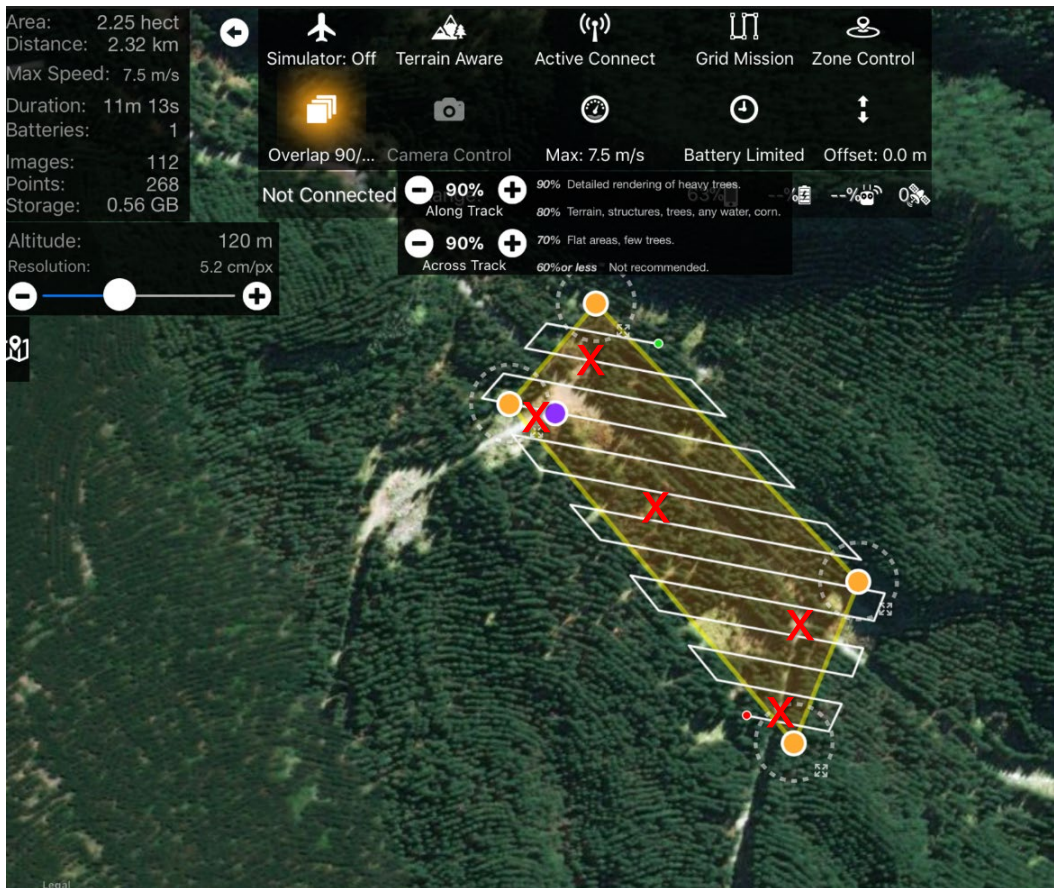 Area: 2.25 hect
Distance: 2.32 km
Max Speed: 7.5 m/s
Duration: 11m 13s
Batteries: 1
Images: 112
Points: 268
Storage: 0.56 GB
Simulator: Off
Terrain Aware
Active Connect
Grid Mission
Zone Control
Overlap 90/...
Camera Control
Max: 7.5 m/s
Battery Limited
Offset: 0.0 m
Not Connected
63%
--%
--%
0
90%
Along Track
90%
Across Track
90% Detailed rendering of heavy trees.
80% Terrain, structures, trees, any water, corn.
70% Flat areas, few trees.
60%or less Not recommended.
Altitude: 120 m
Resolution: 5.2 cm/px
X
X
X
X
X
Legal